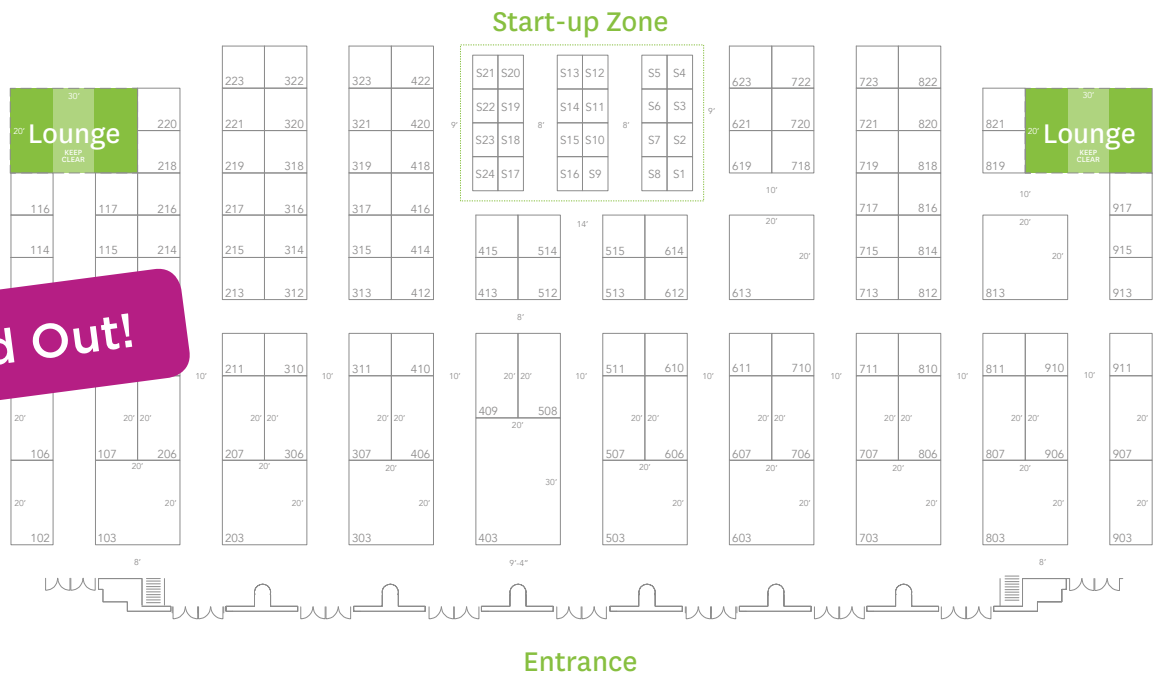 Start-up Zone
223 322 323 422 S21 S20 S13 S12 S5 S4 623 722 723 822
30' 30'
220 S22 S19 S14 S11 S6 S3 9' 821
221 320 321 420 9' 8' 8' 621 720 721 820
20' Lounge 20' Lounge
KEEP CLEAR KEEP CLEAR
218 219 318 319 418 S23 S18 S15 S10 S7 S2 619 718 719 818 819
S24 S17 S16 S9 S8 S1
10' 10'
116 117 216 217 316 317 416 717 816 917
14' 20' 20'
114 115 214 215 314 315 414 415 514 515 614 20' 715 814 20' 915
213 312 313 412 413 512 513 612 613 713 812 813 913
8'
d Out!
10' 211 310 10' 311 410 10' 20' 20' 511 610 10' 611 710 10' 711 810 10' 811 910 10' 911
409 508
20' 20' 20' 20' 20' 20' 20' 20' 20' 20' 20' 20' 20' 20' 20' 20' 20' 20'
106 107 206 207 306 307 406 507 606 607 706 707 806 807 906 907
20' 20' 20' 20' 20' 20' 20'
30'
20' 20' 20' 20' 20' 20' 20' 20' 20'
102 103 203 303 403 503 603 703 803 903
8' 9'-4" 8'
Entrance